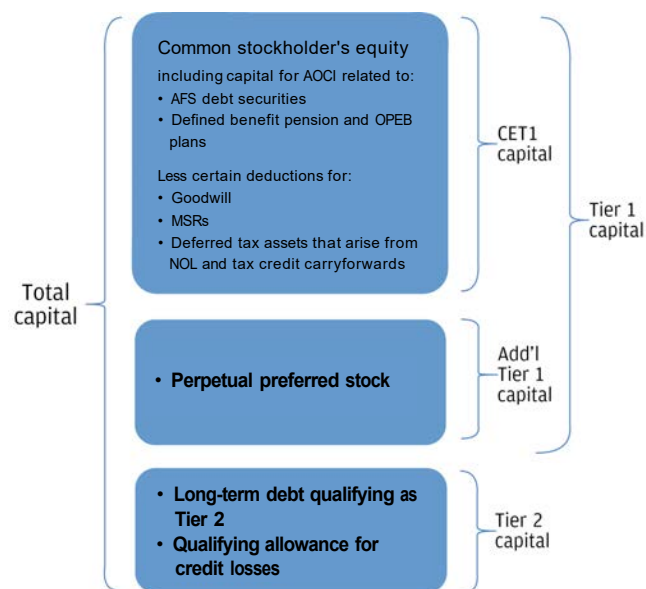 Common stockholder's equity
including capital for AOCI related to:
• AFS debt securities
• Defined benefit pension and OPEB
plans
Less certain deductions for:
• Goodwill
• MSRs
• Deferred tax assets that arise from
NOL and tax credit carryforwards
CET1
capital
Tier 1
capital
Total
capital
• Perpetual preferred stock
Add'l
Tier 1
capital
• Long-term debt qualifying as
Tier 2
• Qualifying allowance for
credit losses
Tier 2
capital